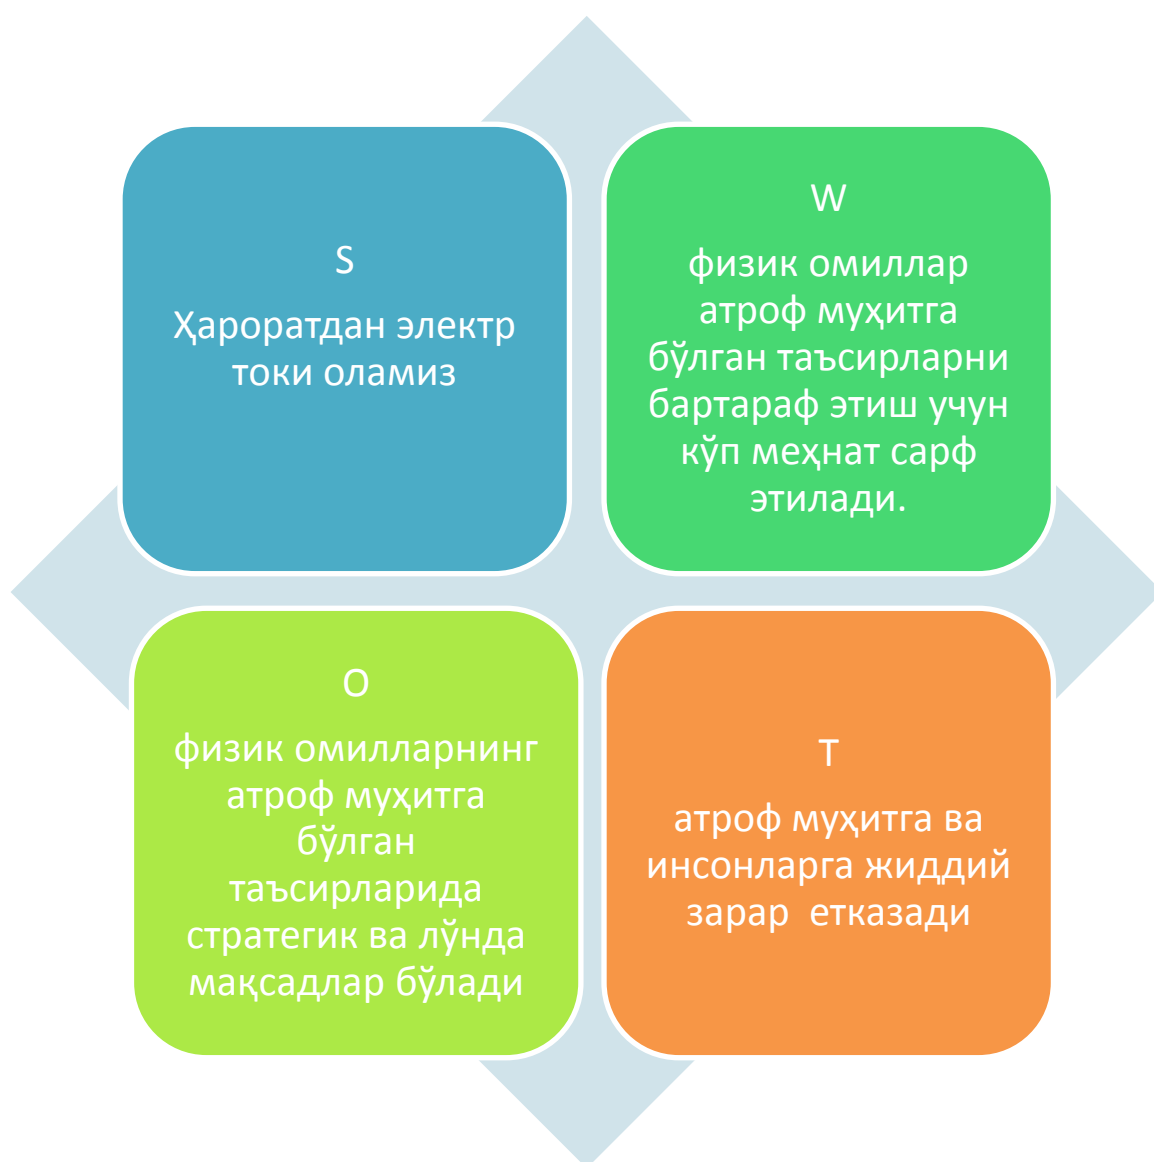 S
Ҳароратдан электр
токи оламиз
W
физик омиллар
атроф муҳитга
бўлган таъсирларни
бартараф этиш учун
кўп меҳнат сарф
этилади.
O
физик омилларнинг
атроф муҳитга
бўлган
таъсирларида
стратегик ва лўнда
мақсадлар бўлади
T
атроф муҳитга ва
инсонларга жиддий
зарар  етказади